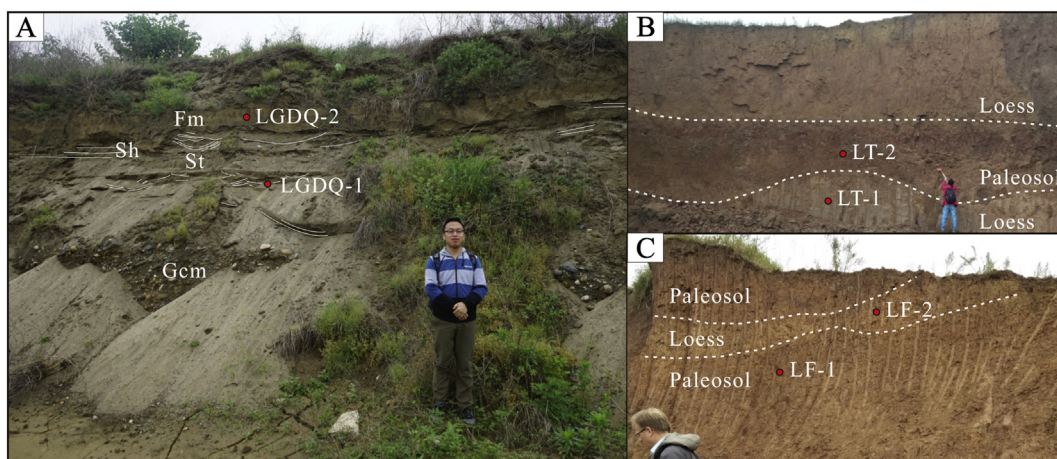 A
Fm
LGDQ-2
Sh
St
LGDQ-1
Gcm
B
Loess
LT-2
Paleosol
LT-1
Loess
C
Paleosol
LF-2
Loess
Paleosol
LF-1